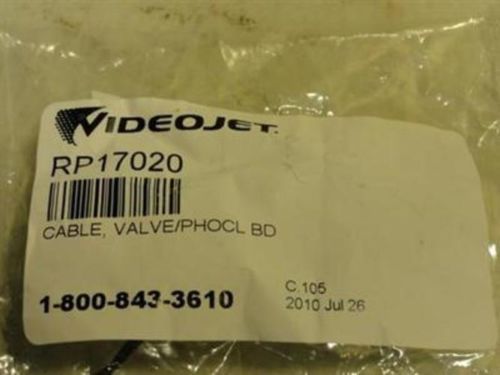 VIDEOJET
RP17020
CABLE, VALVE/PHOCL BD
1-800-843-3610
C.105
2010 Jul 26